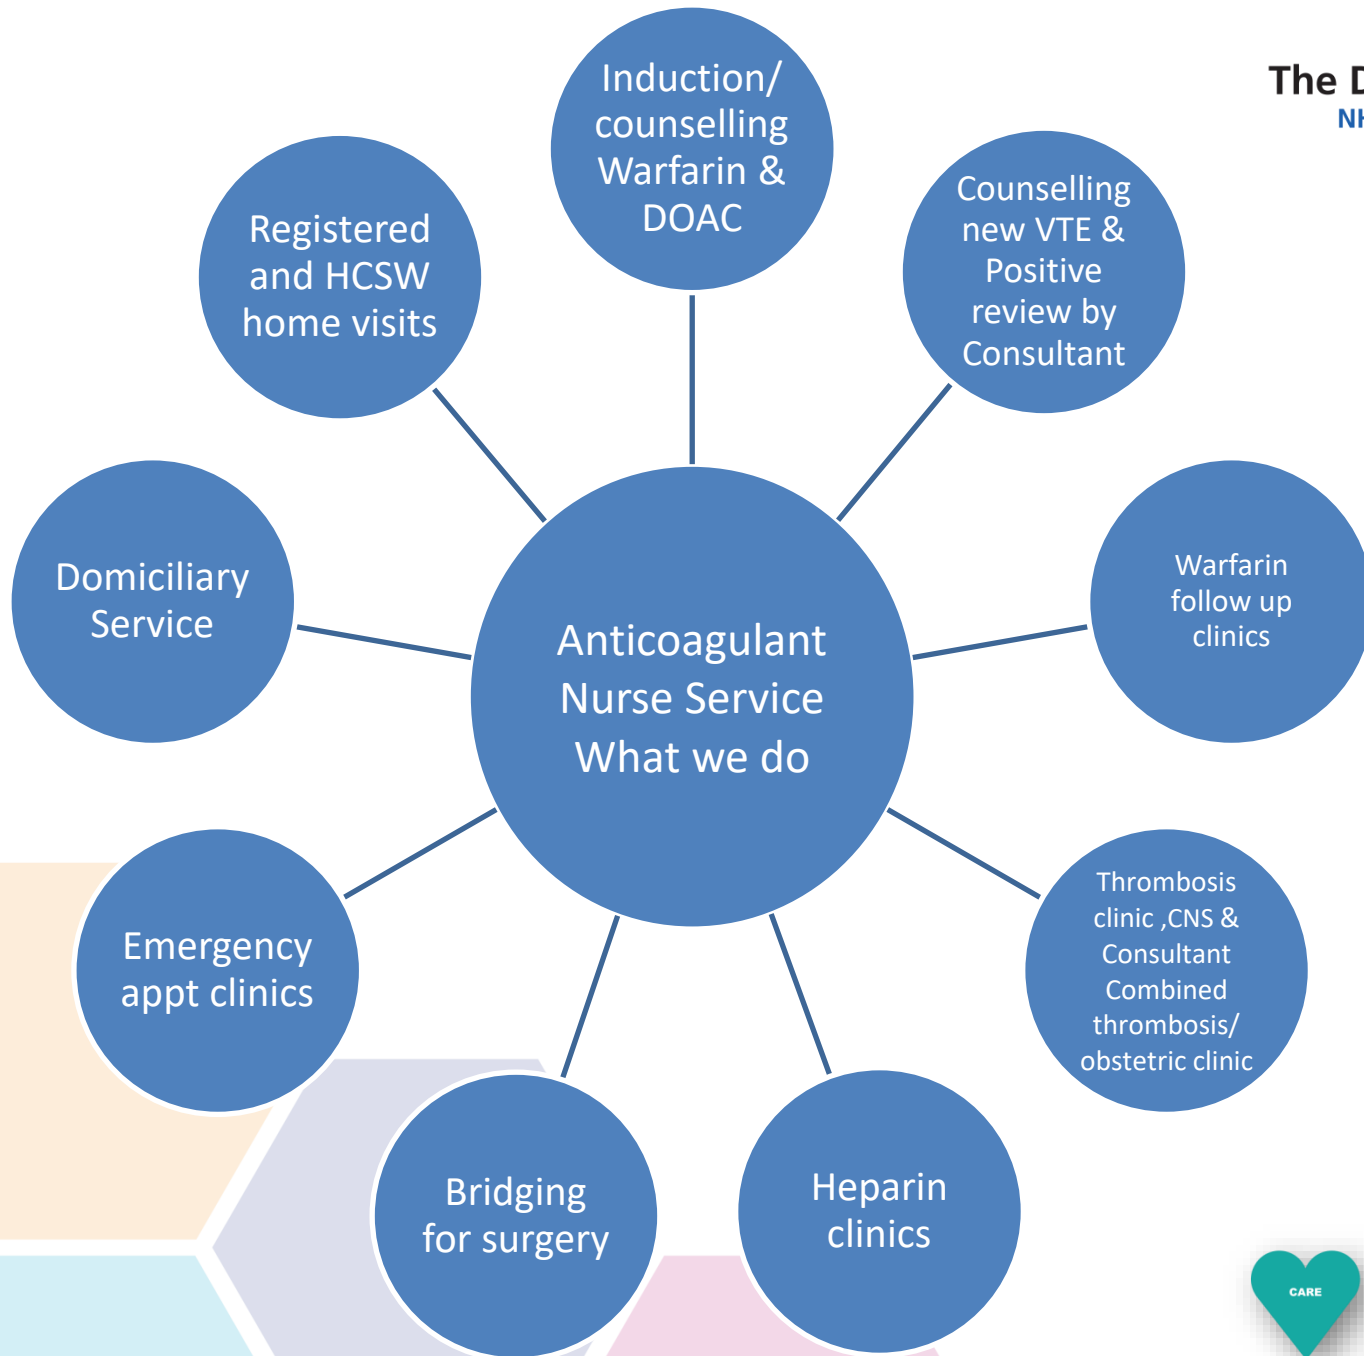 The D
NH
Induction/
counselling
Warfarin &
DOAC
Counselling
new VTE &
Positive
review by
Consultant
Warfarin
follow up
clinics
Thrombosis
clinic ,CNS &
Consultant
Combined
thrombosis/
obstetric clinic
Heparin
clinics
Bridging
for surgery
Emergency
appt clinics
Domiciliary
Service
Registered
and HCSW
home visits
Anticoagulant
Nurse Service
What we do
CARE